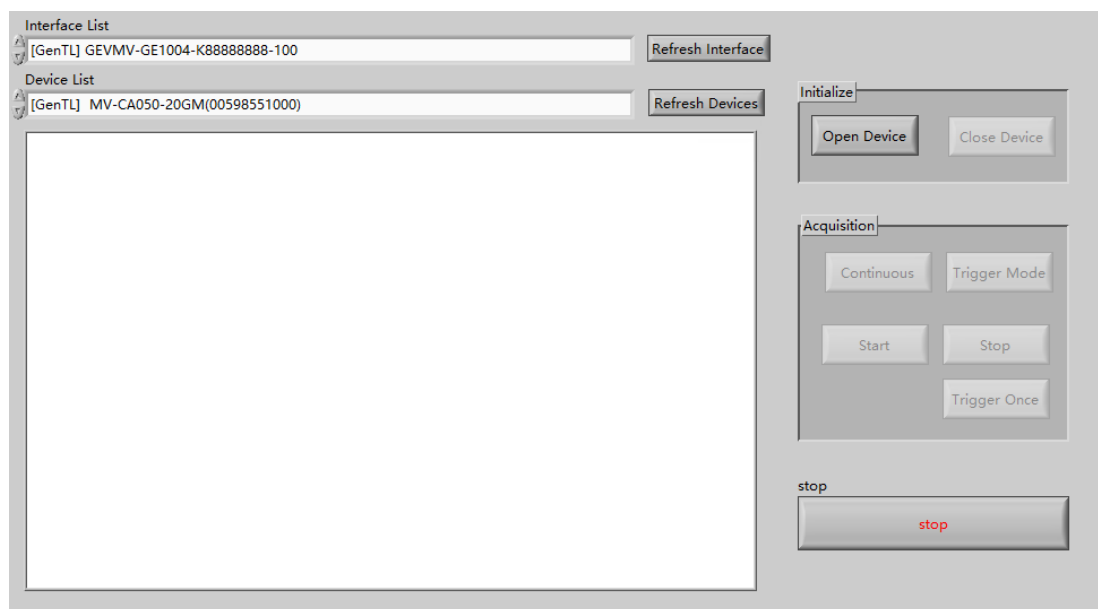 Interface List
[GenTL] GEVMV-GE1004-K88888888-100
Refresh Interface
Device List
[GenTL]  MV-CA050-20GM(00598551000)
Refresh Devices
Initialize
Open Device
Close Device
Acquisition
Continuous
Trigger Mode
Start
Stop
Trigger Once
stop
stop